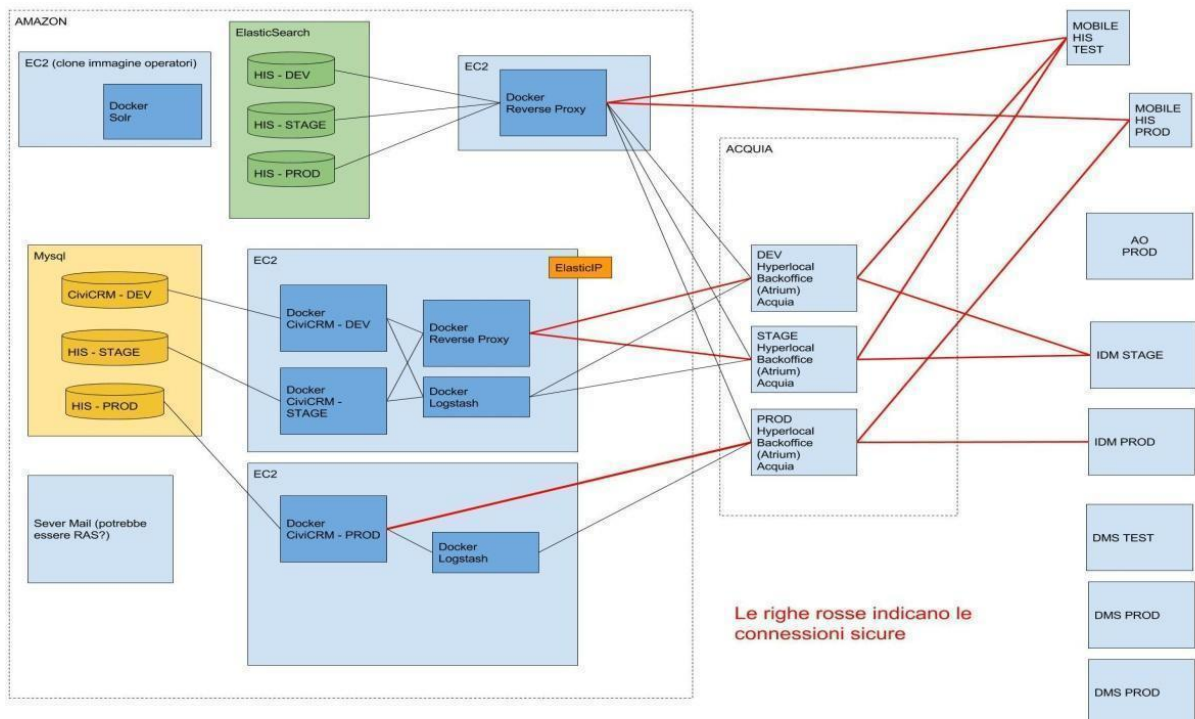 AMAZON
EC2 (clone immagine operatori)
Docker
Solr
ElasticSearch
HIS - DEV
HIS - STAGE
HIS - PROD
EC2
Docker
Reverse Proxy
MOBILE
HIS
TEST
MOBILE
HIS
PROD
ACQUIA
AO
PROD
Mysql
CiviCRM - DEV
HIS - STAGE
HIS - PROD
EC2
ElasticIP
Docker
CiviCRM - DEV
Docker
Reverse Proxy
Docker
CiviCRM -
STAGE
Docker
Logstash
DEV
Hyperlocal
Backoffice
(Atrium)
Acquia
STAGE
Hyperlocal
Backoffice
(Atrium)
Acquia
PROD
Hyperlocal
Backoffice
(Atrium)
Acquia
IDM STAGE
IDM PROD
Sever Mail (potrebbe
essere RAS?)
EC2
Docker
CiviCRM - PROD
Docker
Logstash
DMS TEST
DMS PROD
DMS PROD
Le righe rosse indicano le
connessioni sicure